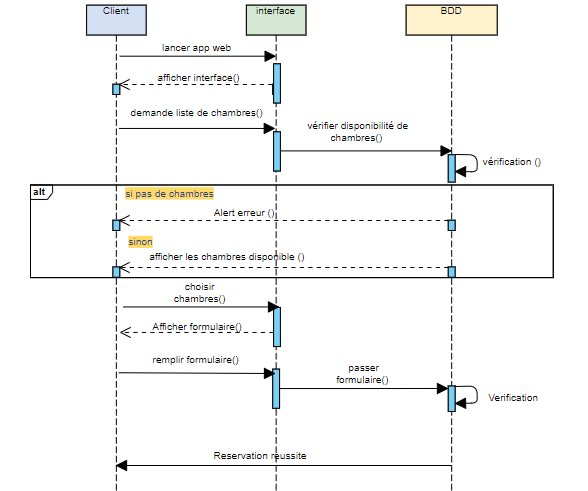 Client
interface
BDD
lancer app web
afficher interface()
demande liste de chambres()
vérifier disponibilité de
chambres()
vérification ()
alt
si pas de chambres
Alert erreur ()
sinon
afficher les chambres disponible ()
choisir
chambres()
Afficher formulaire()
remplir formulaire()
passer
formulaire()
Verification
Reservation reussite